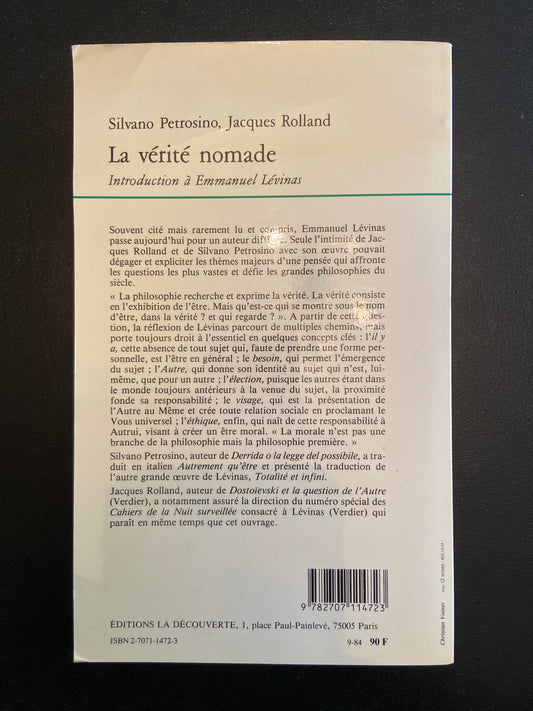 Silvano Petrosino, Jacques Rolland
La vérité nomade
Introduction à Emmanuel Lévinas
Souvent cité mais rarement lu et compris, Emmanuel Lévinas
passe aujourd'hui pour un auteur difficile. Seule l'intimité de Jac-
ques Rolland et de Silvano Petrosino avec son œuvre pouvait
dégager et expliciter les thèmes majeurs d'une pensée qui affronte
les questions les plus vastes et défie les grandes philosophies du
siècle.
« La philosophie recherche et exprime la vérité. La vérité consiste
en l'exhibition de l'être. Mais qu'est-ce qui se montre sous le nom
d'être, dans la vérité ? et qui regarde ? ». A partir de cette ques-
tion, la réflexion de Lévinas parcourt de multiples chemins, mais
porte toujours droit à l'essentiel en quelques concepts clés : l'il y
a, cette absence de tout sujet qui, faute de prendre une forme per-
sonnelle, est l'être en général ; le besoin, qui permet l'émergence
du sujet ; l'Autre, qui donne son identité au sujet qui n'est, lui-
même, que pour un autre ; l'élection, puisque les autres étant dans
le monde toujours antérieurs à la venue du sujet, la proximité
fonde sa responsabilité ; le visage, qui est la présentation de
l'Autre au Même et crée toute relation sociale en proclamant le
Vous universel ; l'éthique, enfin, qui naît de cette responsabilité à
Autrui, visant à créer un être moral. « La morale n'est pas une
branche de la philosophie mais la philosophie première. »
Silvano Petrosino, auteur de Derrida o la legge del possibile, a tra-
duit en italien Autrement qu'être et présenté la traduction de
l'autre grande œuvre de Lévinas, Totalité et infini.
Jacques Rolland, auteur de Dostoïevski et la question de l'Autre
(Verdier), a notamment assuré la direction du numéro spécial des
Cahiers de la Nuit surveillée consacré à Lévinas (Verdier) qui
paraît en même temps que cet ouvrage.
9 782707 114723
ÉDITIONS LA DÉCOUVERTE, 1, place Paul-Painlevé, 75005 Paris
ISBN 2-7071-1472-3
9-84 90 F